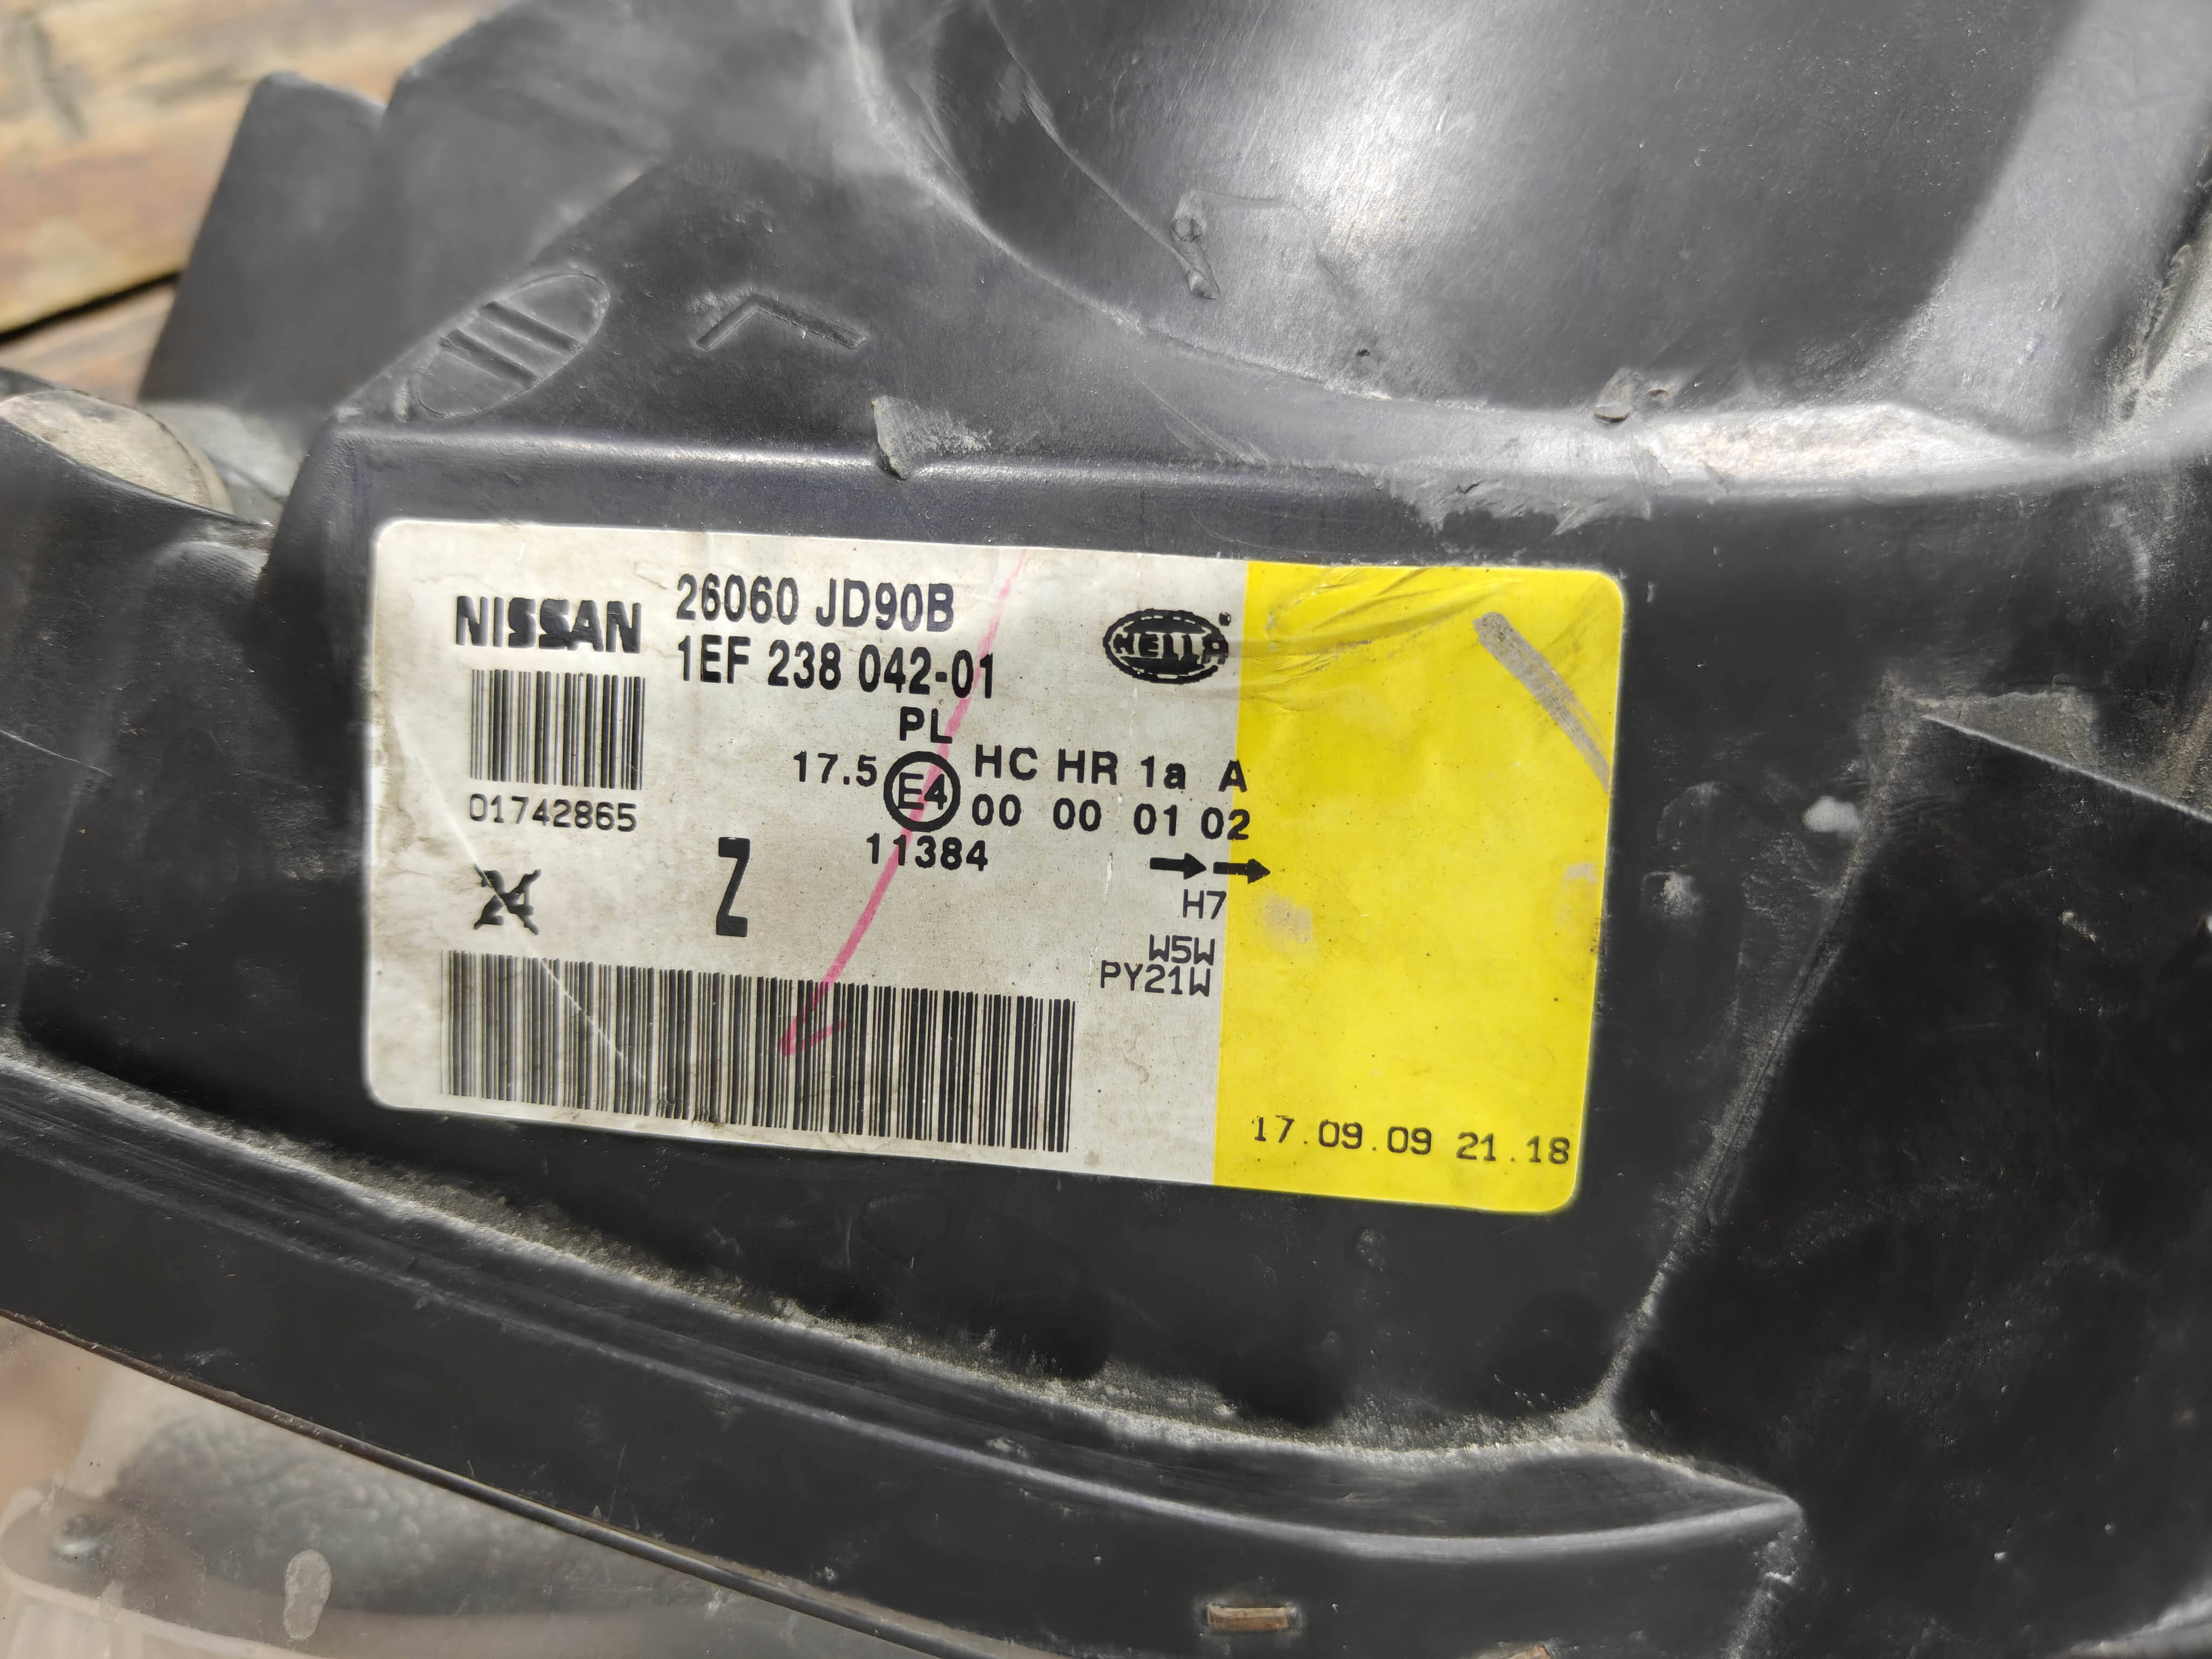 NISSAN
26060 JD90B
1EF 238 042-01
HELLA
PL
17.5 E4 HC HR 1a A
00 00 01 02
11384
01742865
24
Z
H7
W5W
PY21W
17.09.09 21.18